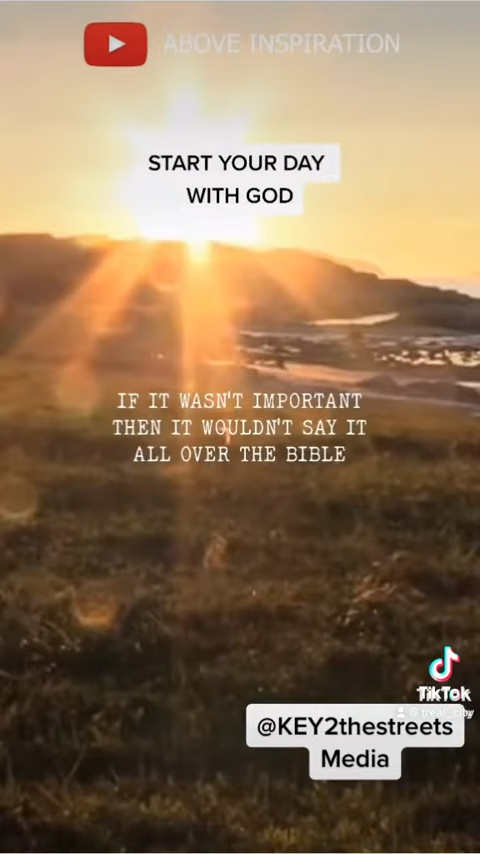 ABOVE INSPIRATION
START YOUR DAY
WITH GOD
IF IT WASN'T IMPORTANT
THEN IT WOULDN'T SAY IT
ALL OVER THE BIBLE
TikTok
@KEY2thestreets
Media